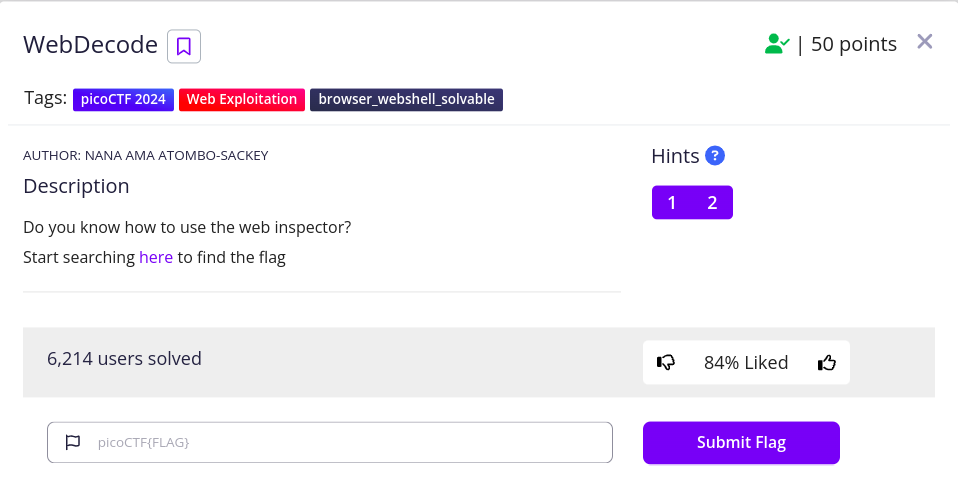 WebDecode
| 50 points
Tags: picoCTF 2024 Web Exploitation browser_webshell_solvable
AUTHOR: NANA AMA ATOMBO-SACKEY
Description
Do you know how to use the web inspector?
Start searching here to find the flag
Hints ?
1 2
6,214 users solved
84% Liked
picoCTF{FLAG}
Submit Flag